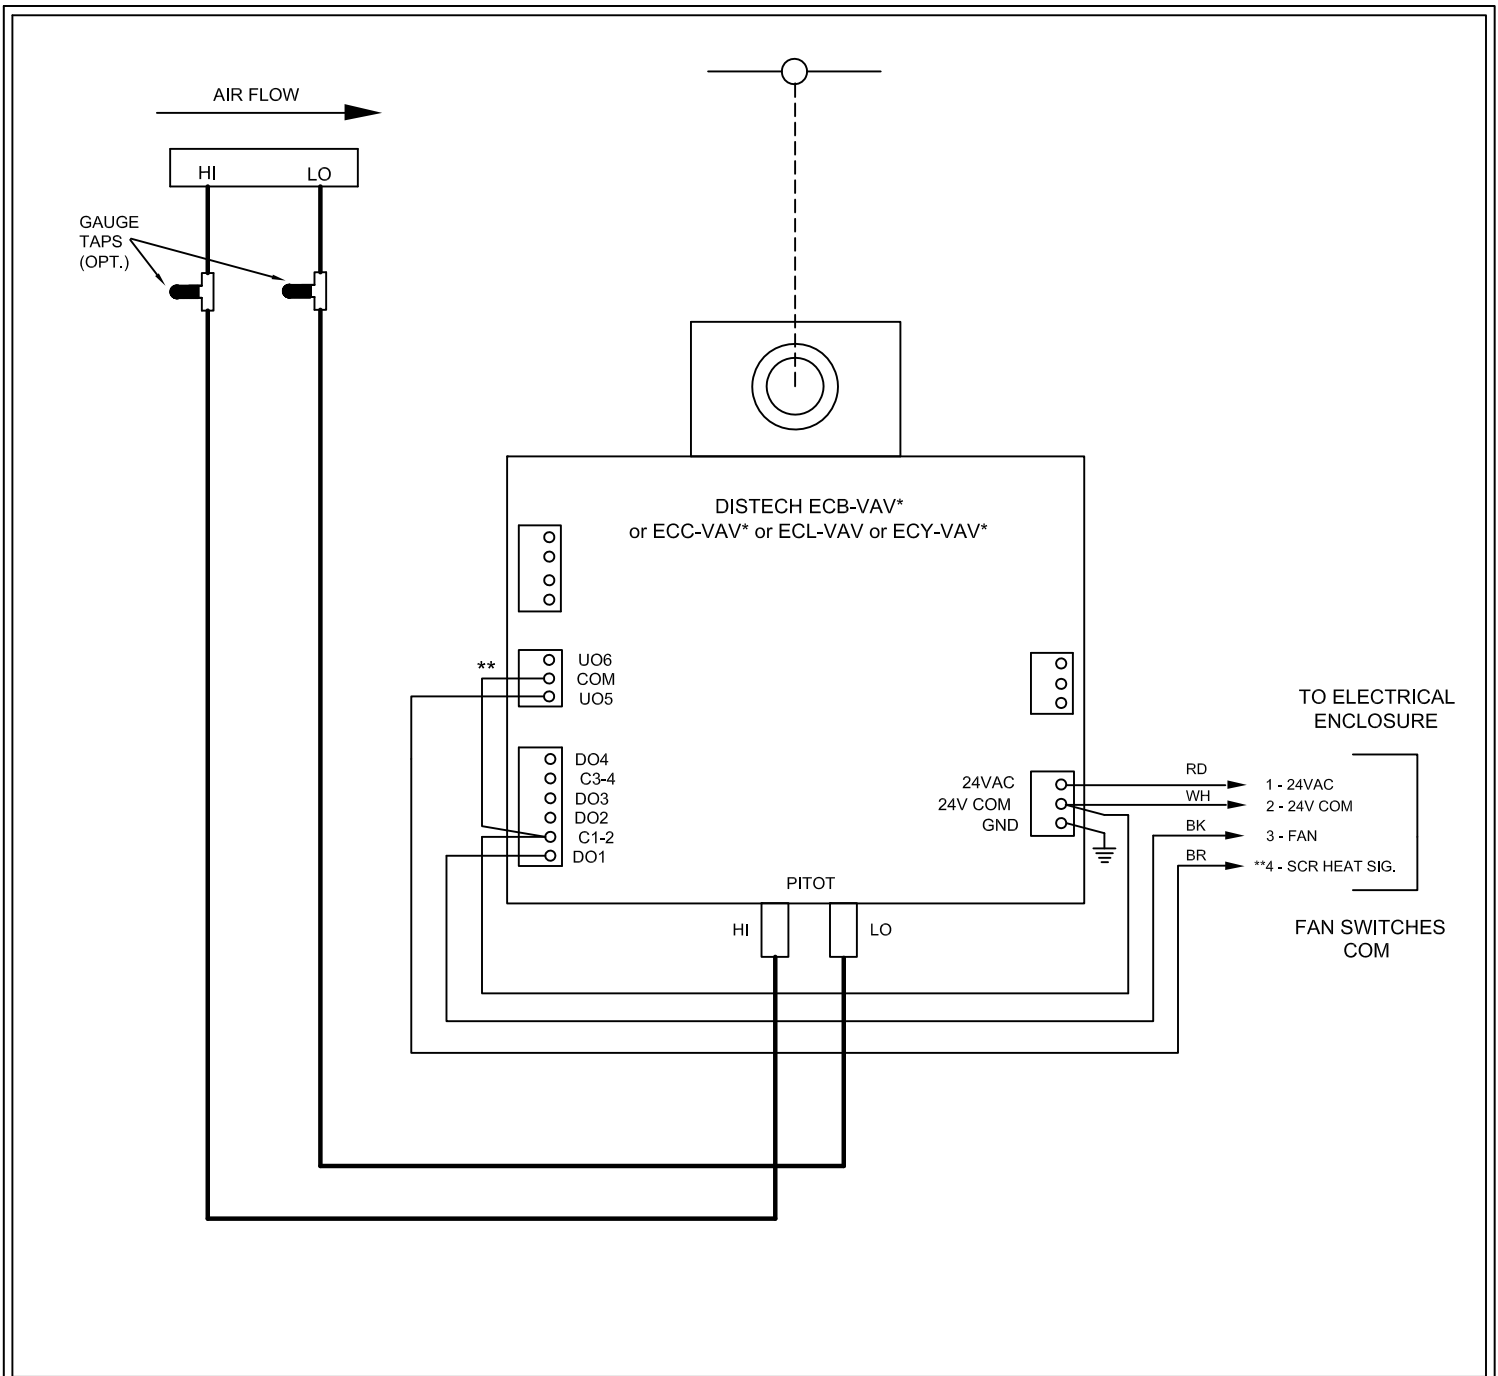 AIR FLOW
HI
LO
GAUGE
TAPS
(OPT.)
DISTECH ECB-VAV*
or ECC-VAV* or ECL-VAV or ECY-VAV*
**
UO6
COM
UO5
DO4
C3-4
DO3
DO2
C1-2
DO1
24VAC
24V COM
GND
PITOT
HI
LO
TO ELECTRICAL
ENCLOSURE
RD
1 - 24VAC
WH
2 - 24V COM
BK
3 - FAN
BR
**4 - SCR HEAT SIG.
FAN SWITCHES
COM